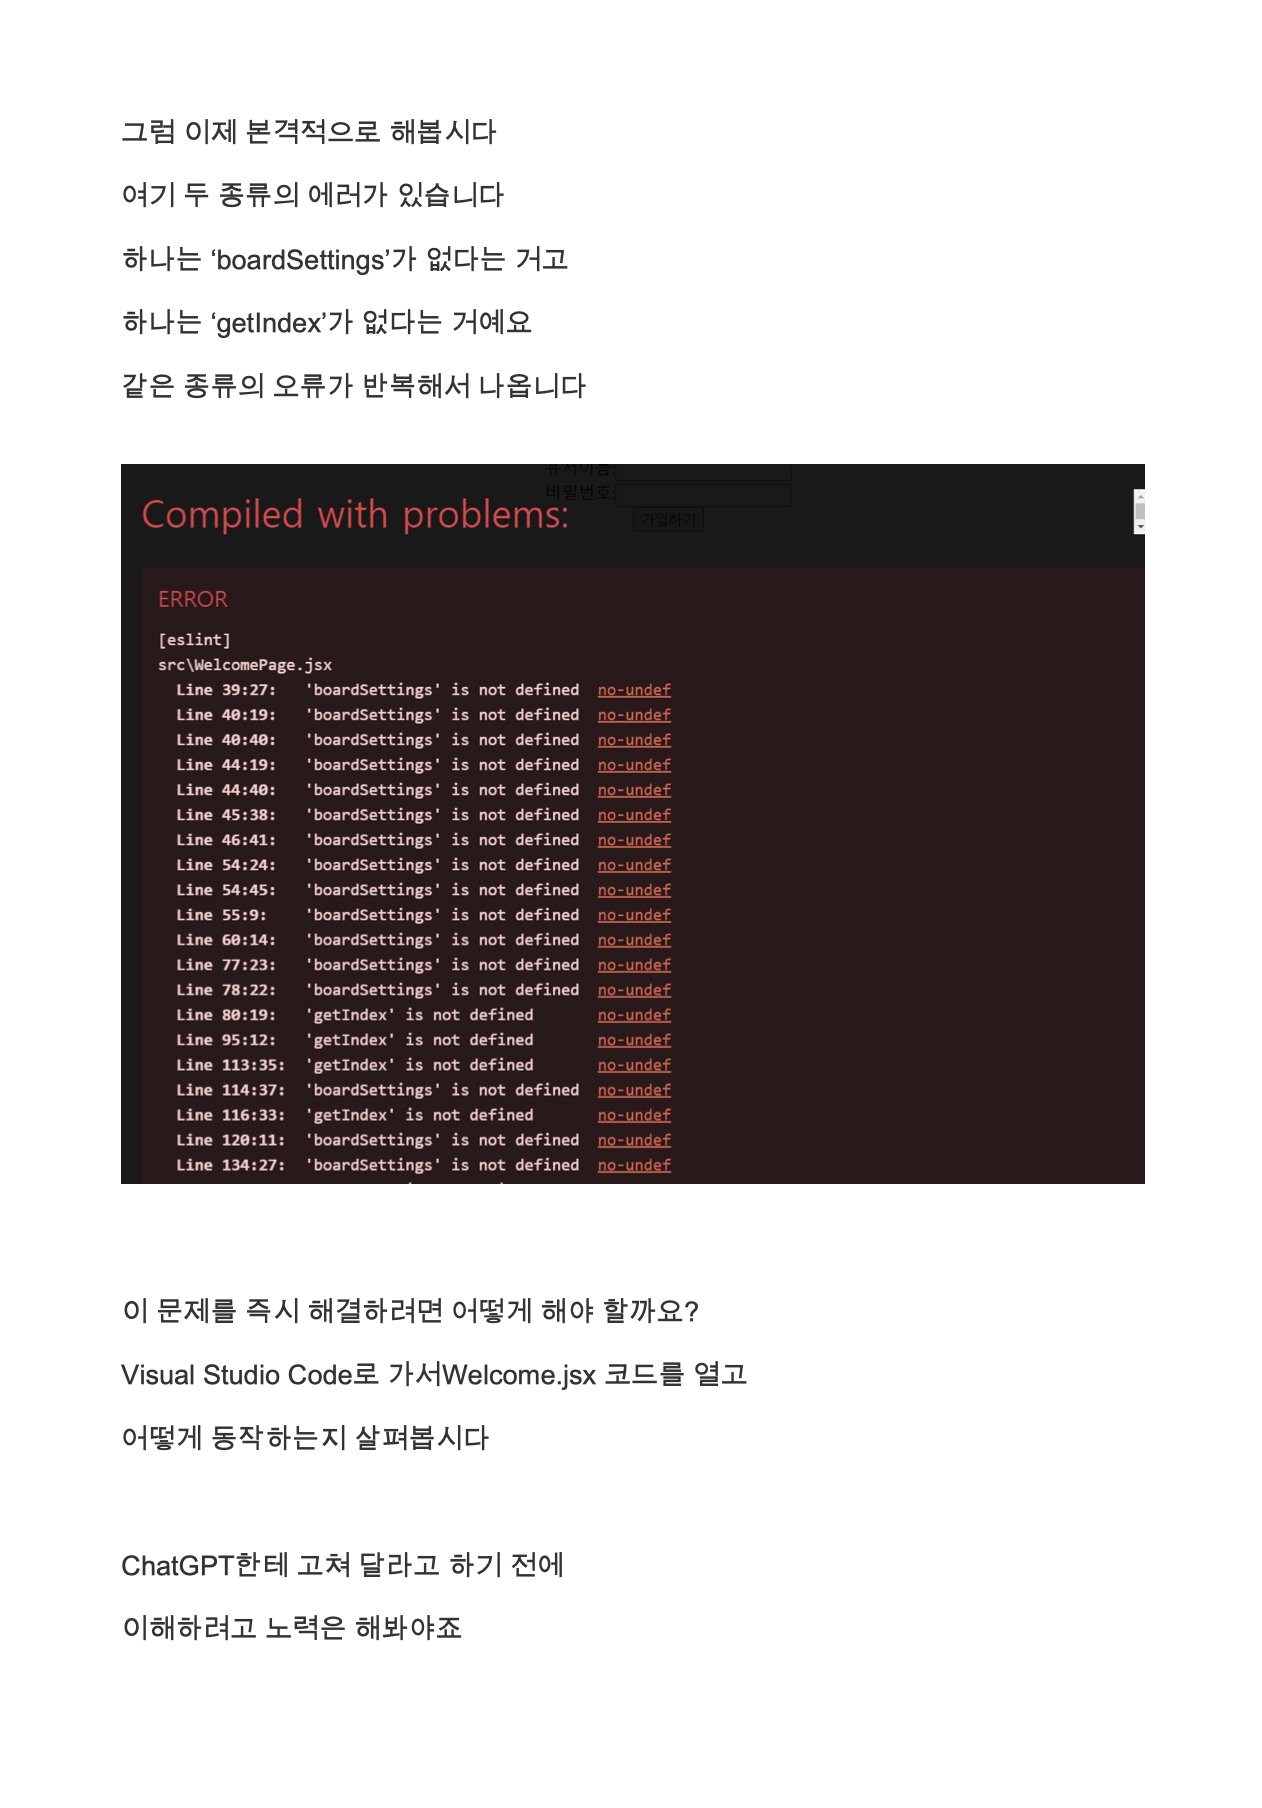 그럼 이제 본격적으로 해봅시다
여기 두 종류의 에러가 있습니다
하나는 ‘boardSettings’가 없다는 거고
하나는 ‘getIndex’가 없다는 거예요
같은 종류의 오류가 반복해서 나옵니다
유저이름:
비밀번호:
가입하기
Compiled with problems:
ERROR
[eslint]
src\WelcomePage.jsx
Line 39:27: 'boardSettings' is not defined no-undef
Line 40:19: 'boardSettings' is not defined no-undef
Line 40:40: 'boardSettings' is not defined no-undef
Line 44:19: 'boardSettings' is not defined no-undef
Line 44:40: 'boardSettings' is not defined no-undef
Line 45:38: 'boardSettings' is not defined no-undef
Line 46:41: 'boardSettings' is not defined no-undef
Line 54:24: 'boardSettings' is not defined no-undef
Line 54:45: 'boardSettings' is not defined no-undef
Line 55:9: 'boardSettings' is not defined no-undef
Line 60:14: 'boardSettings' is not defined no-undef
Line 77:23: 'boardSettings' is not defined no-undef
Line 78:22: 'boardSettings' is not defined no-undef
Line 80:19: 'getIndex' is not defined no-undef
Line 95:12: 'getIndex' is not defined no-undef
Line 113:35: 'getIndex' is not defined no-undef
Line 114:37: 'boardSettings' is not defined no-undef
Line 116:33: 'getIndex' is not defined no-undef
Line 120:11: 'boardSettings' is not defined no-undef
Line 134:27: 'boardSettings' is not defined no-undef
이 문제를 즉시 해결하려면 어떻게 해야 할까요?
Visual Studio Code로 가서Welcome.jsx 코드를 열고
어떻게 동작하는지 살펴봅시다
ChatGPT한테 고쳐 달라고 하기 전에
이해하려고 노력은 해봐야죠